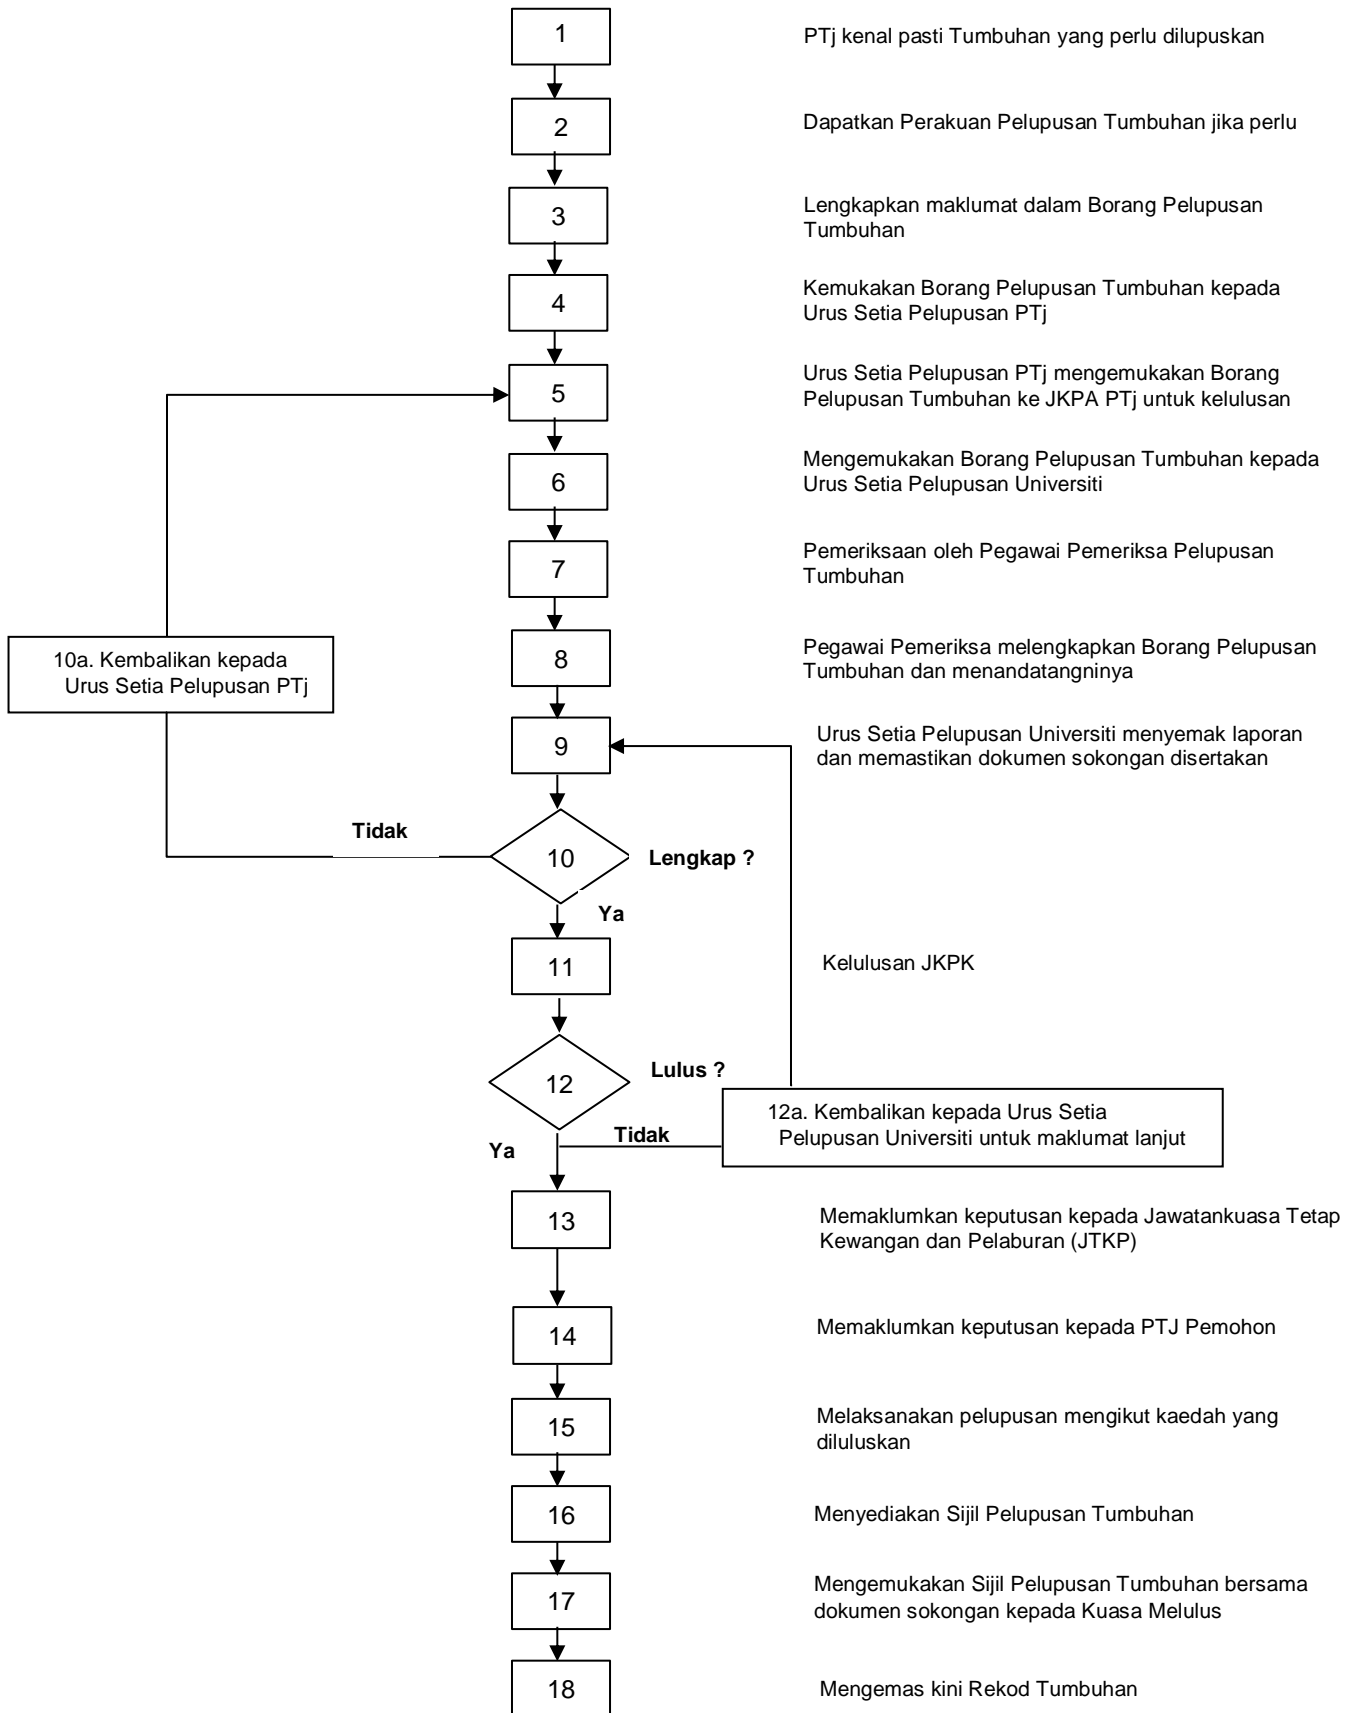 1
PTj kenal pasti Tumbuhan yang perlu dilupuskan
2
Dapatkan Perakuan Pelupusan Tumbuhan jika perlu
3
Lengkapkan maklumat dalam Borang Pelupusan
Tumbuhan
4
Kemukakan Borang Pelupusan Tumbuhan kepada
Urus Setia Pelupusan PTj
5
Urus Setia Pelupusan PTj mengemukakan Borang
Pelupusan Tumbuhan ke JKPA PTj untuk kelulusan
6
Mengemukakan Borang Pelupusan Tumbuhan kepada
Urus Setia Pelupusan Universiti
7
Pemeriksaan oleh Pegawai Pemeriksa Pelupusan
Tumbuhan
10a. Kembalikan kepada
Urus Setia Pelupusan PTj
8
Pegawai Pemeriksa melengkapkan Borang Pelupusan
Tumbuhan dan menandatangninya
9
Urus Setia Pelupusan Universiti menyemak laporan
dan memastikan dokumen sokongan disertakan
Tidak
10
Lengkap ?
Ya
11
Kelulusan JKPK
12
Lulus ?
12a. Kembalikan kepada Urus Setia
Pelupusan Universiti untuk maklumat lanjut
Tidak
Ya
13
Memaklumkan keputusan kepada Jawatankuasa Tetap
Kewangan dan Pelaburan (JTKP)
14
Memaklumkan keputusan kepada PTJ Pemohon
15
Melaksanakan pelupusan mengikut kaedah yang
diluluskan
16
Menyediakan Sijil Pelupusan Tumbuhan
17
Mengemukakan Sijil Pelupusan Tumbuhan bersama
dokumen sokongan kepada Kuasa Melulus
18
Mengemas kini Rekod Tumbuhan